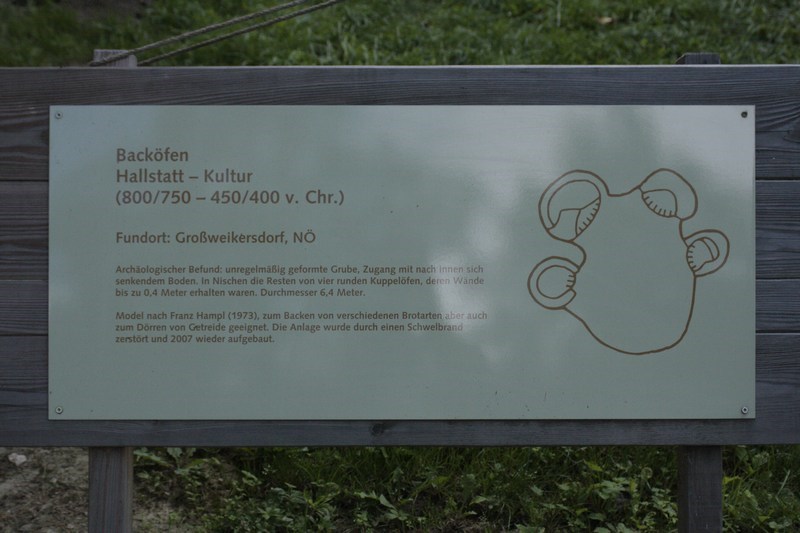 Backöfen
Hallstatt – Kultur
(800/750 – 450/400 v. Chr.)
Fundort: Großweikersdorf, NÖ
Archäologischer Befund: unregelmäßig geformte Grube, Zugang mit nach innen sich
senkendem Boden. In Nischen die Resten von vier runden Kuppelöfen, deren Wände
bis zu 0,4 Meter erhalten waren. Durchmesser 6,4 Meter.
Model nach Franz Hampl (1973), zum Backen von verschiedenen Brotarten aber auch
zum Dörren von Getreide geeignet. Die Anlage wurde durch einen Schwelbrand
zerstört und 2007 wieder aufgebaut.